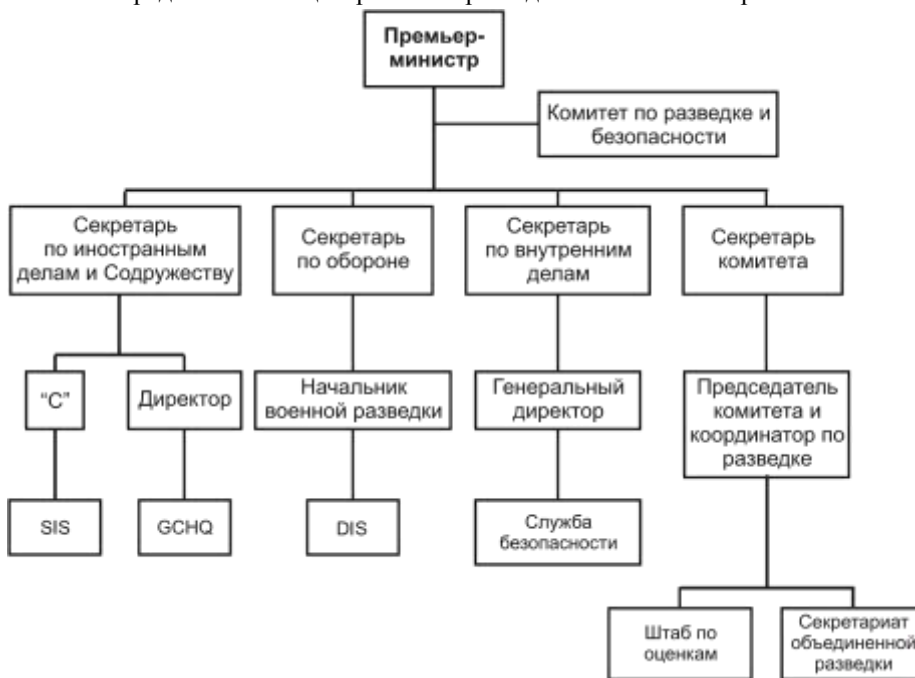 Премьер-
министр
Комитет по разведке и
безопасности
Секретарь
по иностранным
делам и Содружеству
Секретарь
по обороне
Секретарь
по внутренним
делам
Секретарь
комитета
“С”
Директор
Начальник
военной разведки
Генеральный
директор
Председатель
комитета и
координатор по
разведке
SIS
GCHQ
DIS
Служба
безопасности
Штаб по
оценкам
Секретариат
объединенной
разведки